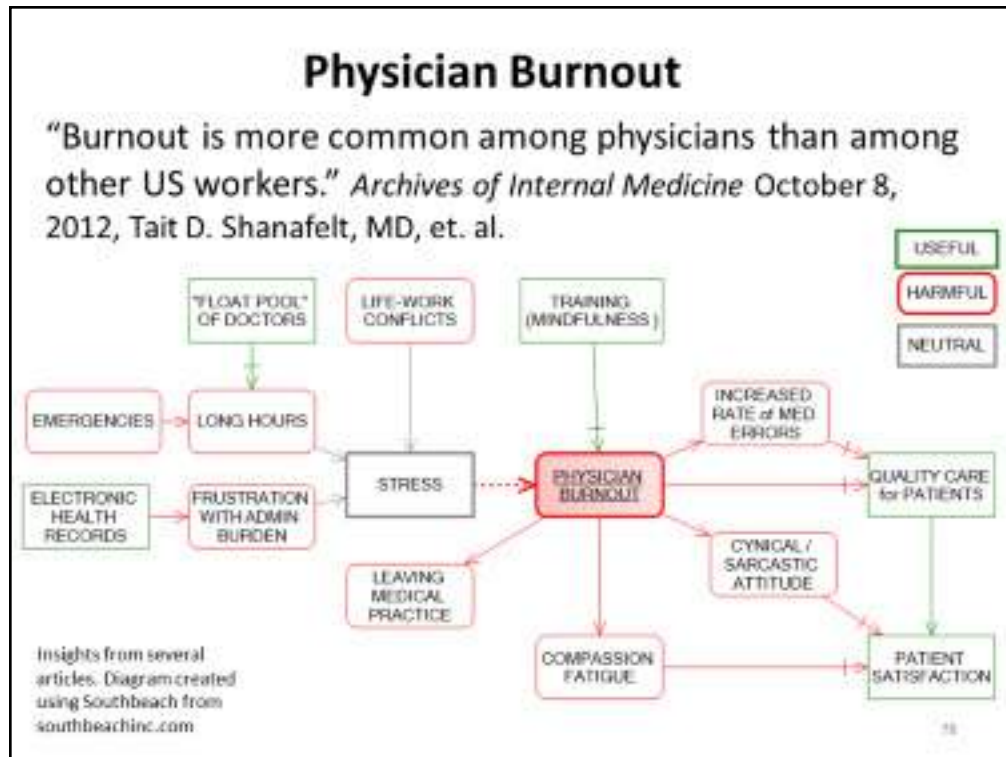 Physician Burnout
“Burnout is more common among physicians than among
other US workers.” Archives of Internal Medicine October 8,
2012, Tait D. Shanafelt, MD, et. al.
USEFUL
HARMFUL
NEUTRAL
"FLOAT POOL"
OF DOCTORS
LIFE-WORK
CONFLICTS
TRAINING
(MINDFULNESS)
EMERGENCIES
LONG HOURS
INCREASED
RATE of MED
ERRORS
ELECTRONIC
HEALTH
RECORDS
FRUSTRATION
WITH ADMIN
BURDEN
STRESS
PHYSICIAN
BURNOUT
QUALITY CARE
for PATIENTS
LEAVING
MEDICAL
PRACTICE
CYNICAL /
SARCASTIC
ATTITUDE
COMPASSION
FATIGUE
PATIENT
SATISFACTION
Insights from several
articles. Diagram created
using Southbeach from
southbeachinc.com